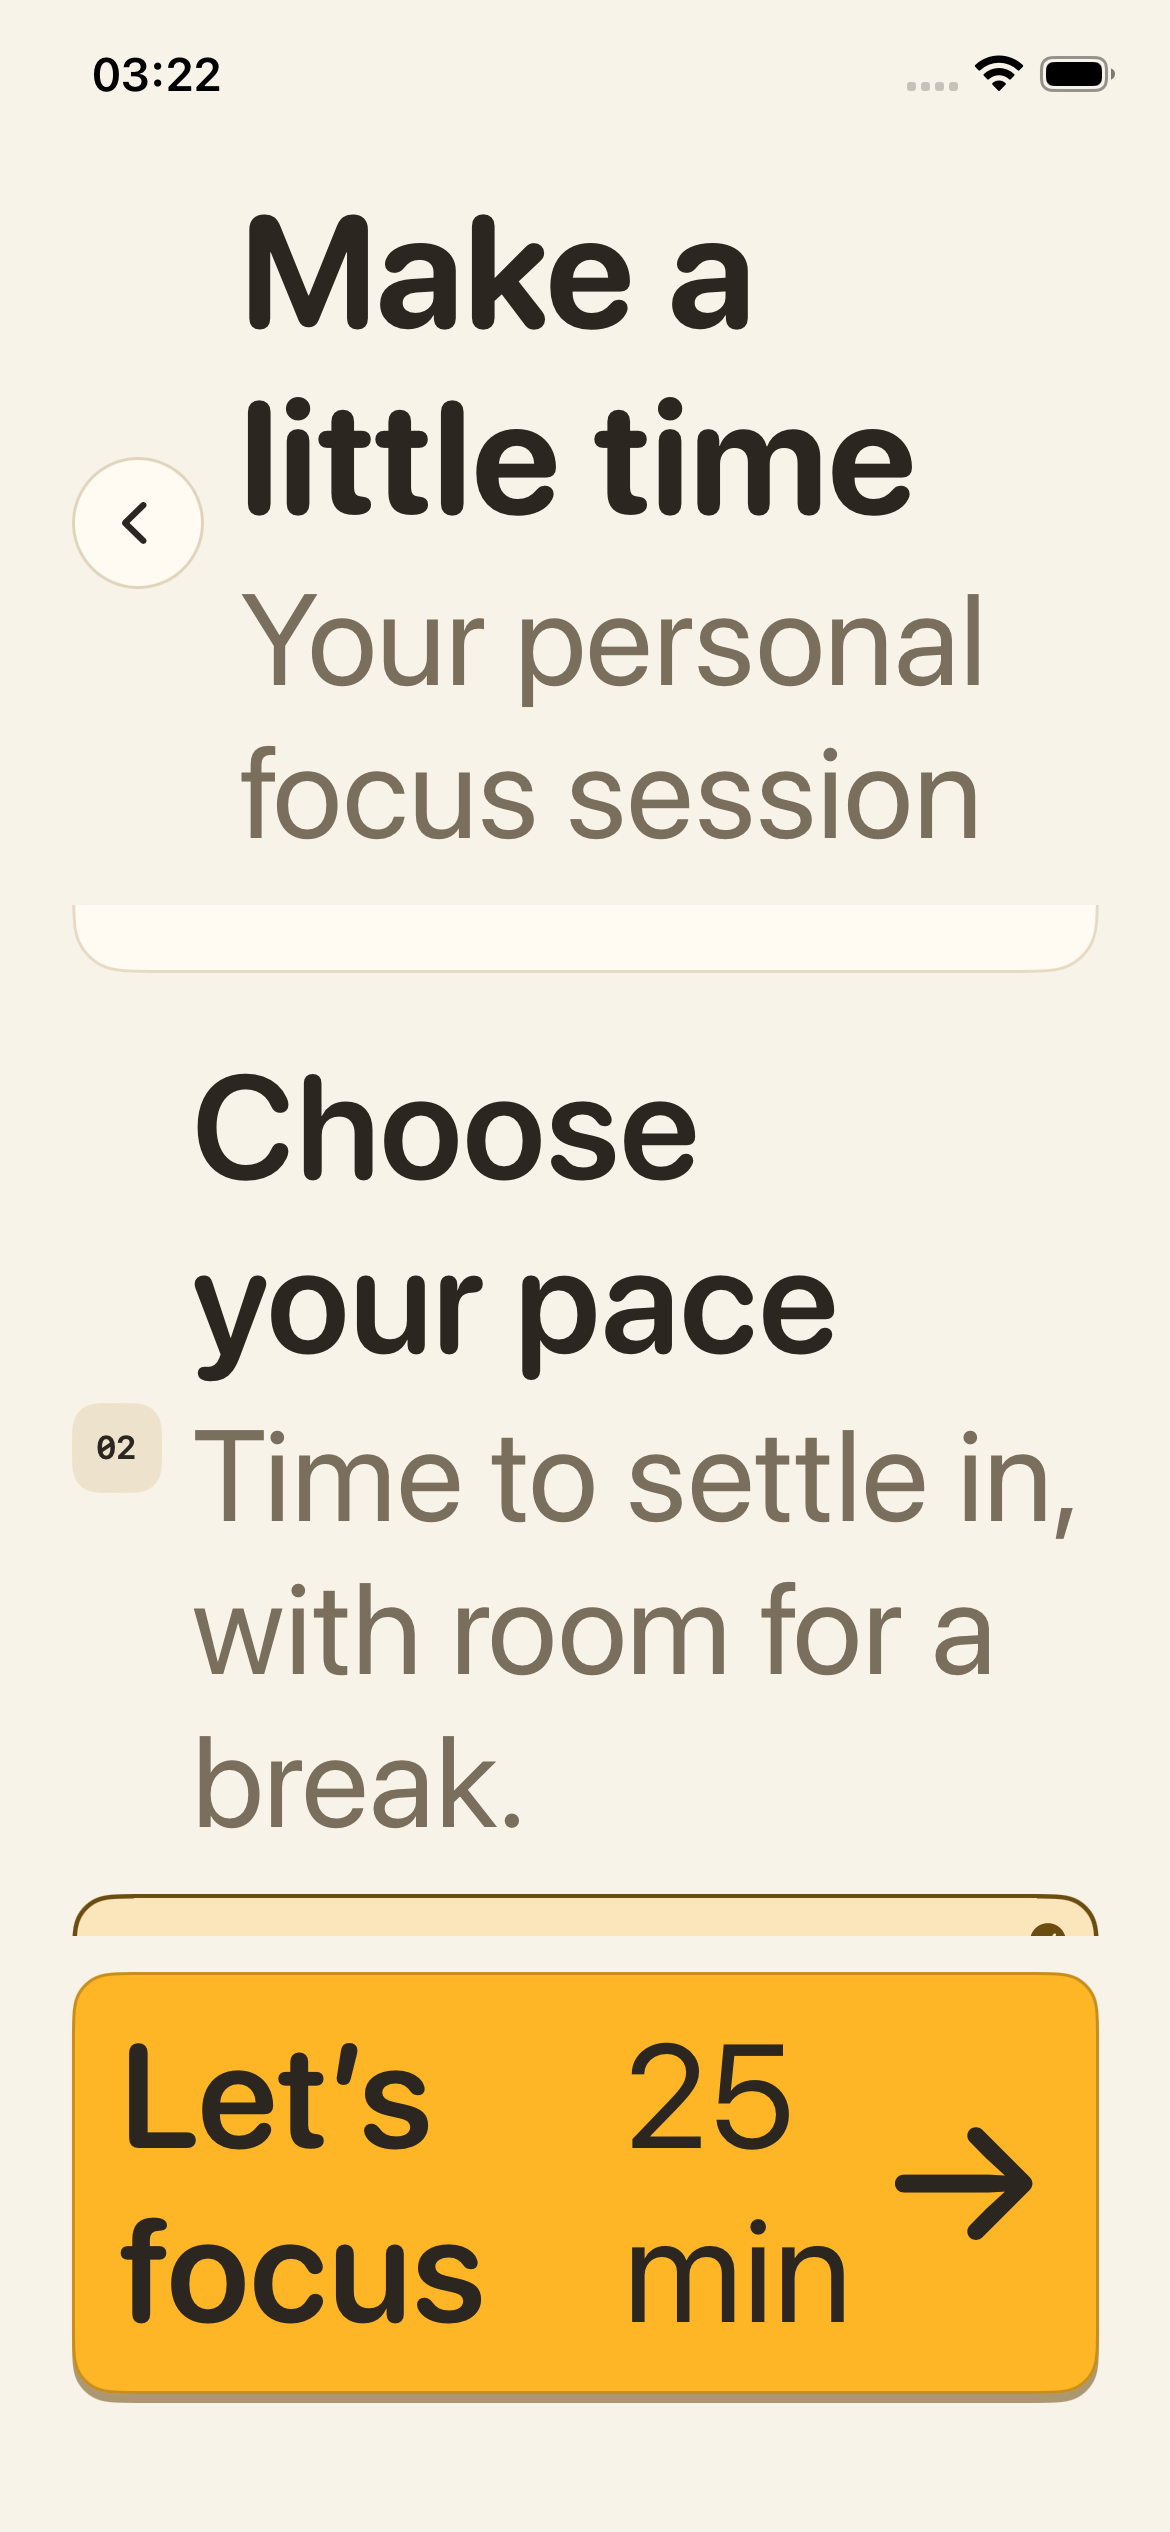 03:22
Make a
little time
Your personal
focus session
Choose
your pace
02
Time to settle in,
with room for a
break.
Let’s
focus
25
min